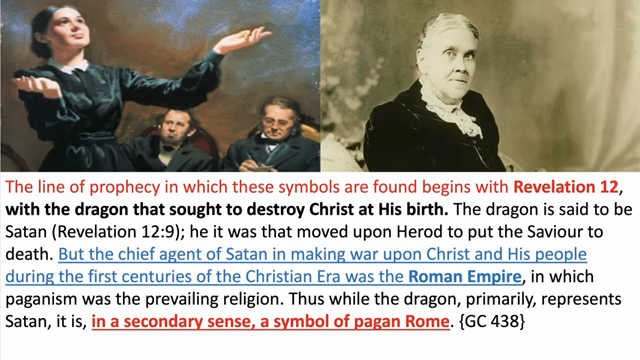 The line of prophecy in which these symbols are found begins with Revelation 12,
with the dragon that sought to destroy Christ at His birth. The dragon is said to be
Satan (Revelation 12:9); he it was that moved upon Herod to put the Saviour to
death. But the chief agent of Satan in making war upon Christ and His people
during the first centuries of the Christian Era was the Roman Empire, in which
paganism was the prevailing religion. Thus while the dragon, primarily, represents
Satan, it is, in a secondary sense, a symbol of pagan Rome. {GC 438}